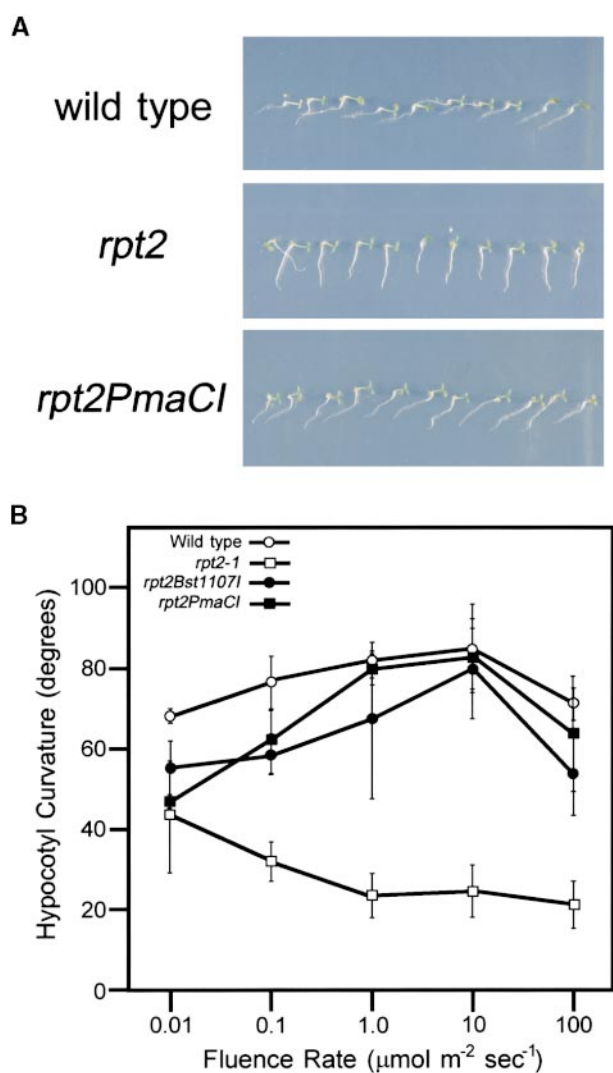 A
wild type
rpt2
rpt2PmaCI
B
Wild type
rpt2-1
rpt2Bst1107I
rpt2PmaCI
Hypocotyl Curvature (degrees)
100
80
60
40
20
0
0.01 0.1 1.0 10 100
Fluence Rate (µmol m⁻² sec⁻¹)